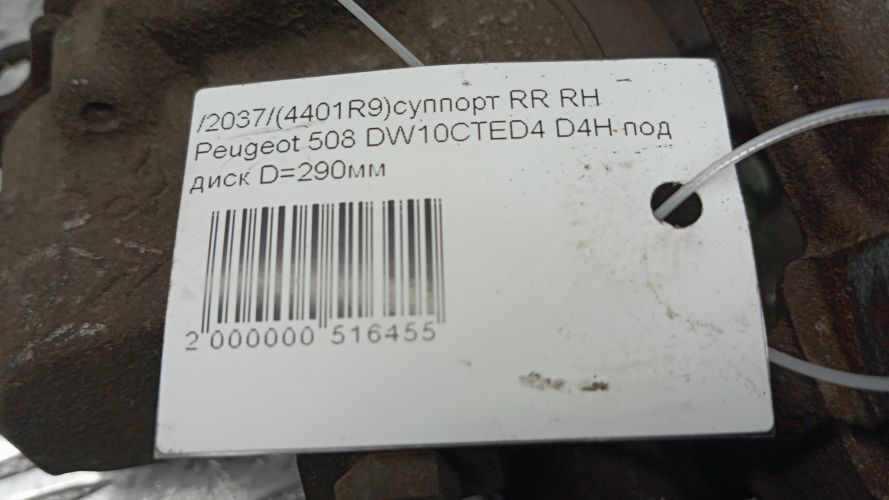 /2037/(4401R9)суппорт RR RH
Peugeot 508 DW10CTED4 D4H под
диск D=290мм
2 000000 516455